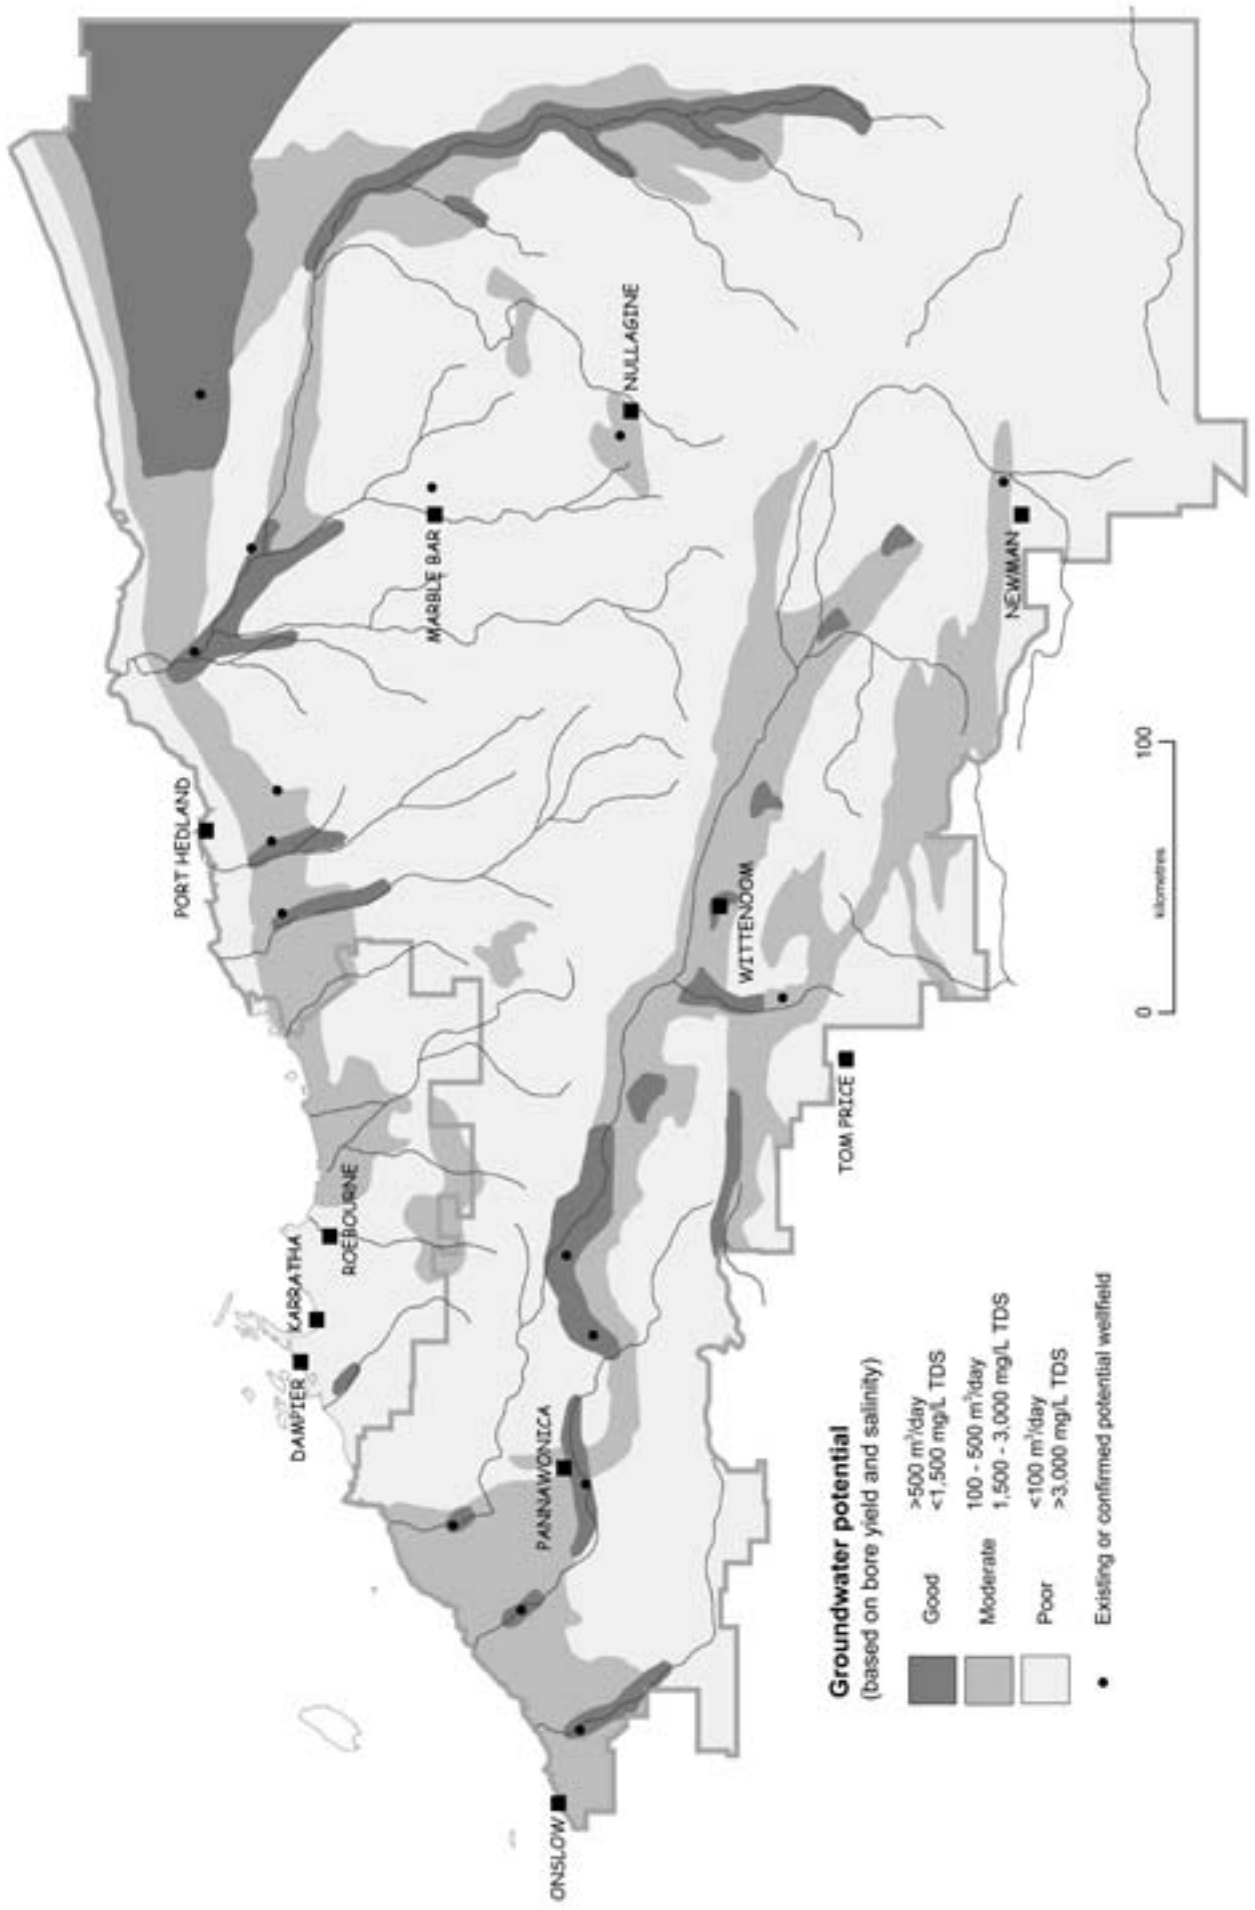 PORT HEDLAND
DAMPIER
KARRATHA
ROEBOURNE
MARBLE BAR
NULLAGINE
ONSLOW
PANNAWONICA
WITTENOOM
TOM PRICE
NEWMAN
Groundwater potential
(based on bore yield and salinity)
Good >500 m³/day
<1,500 mg/L TDS
Moderate 100 - 500 m³/day
1,500 - 3,000 mg/L TDS
Poor <100 m³/day
>3,000 mg/L TDS
Existing or confirmed potential wellfield
0 100
kilometres